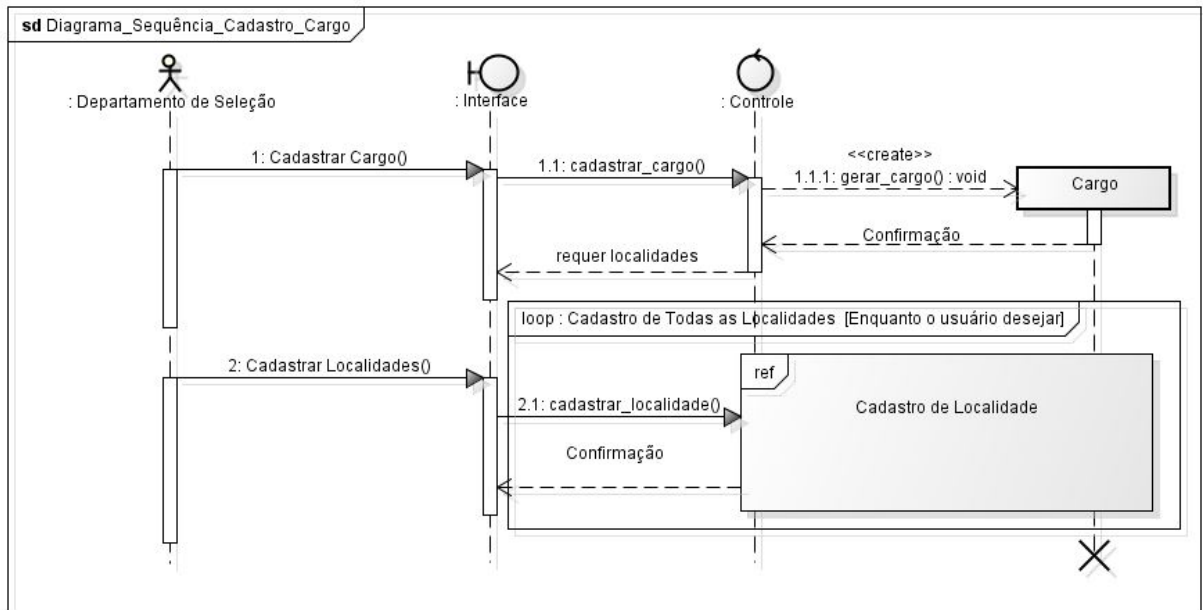 sd Diagrama_Sequência_Cadastro_Cargo
: Departamento de Seleção
: Interface
: Controle
1: Cadastrar Cargo()
1.1: cadastrar_cargo()
<<create>>
1.1.1: gerar_cargo() : void
Cargo
Confirmação
requer localidades
loop : Cadastro de Todas as Localidades [Enquanto o usuário desejar]
2: Cadastrar Localidades()
ref
Cadastro de Localidade
2.1: cadastrar_localidade()
Confirmação